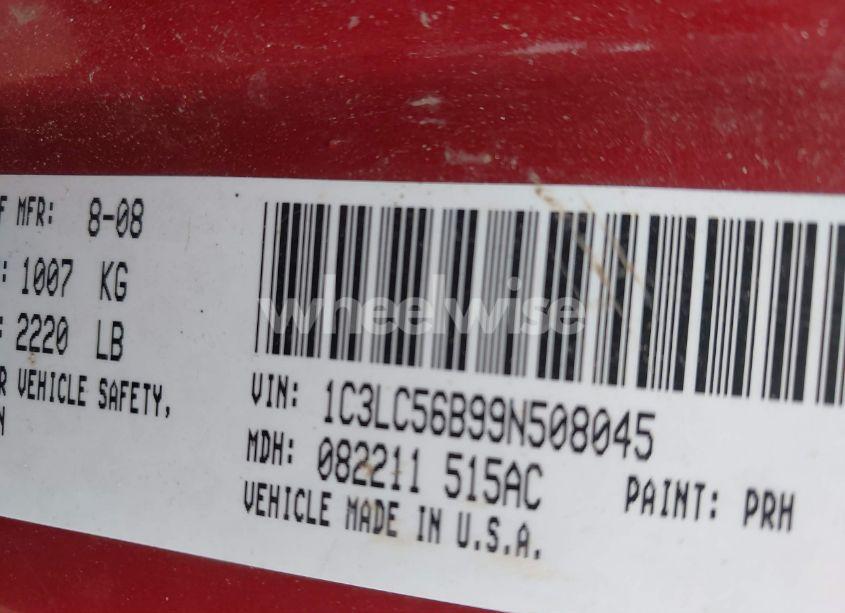 F MFR: 8-08
: 1007 KG
: 2220 LB
R VEHICLE SAFETY,
N
wheelwise
VIN: 1C3LC56B99N508045
MDH: 082211 515AC PAINT: PRH
VEHICLE MADE IN U.S.A.